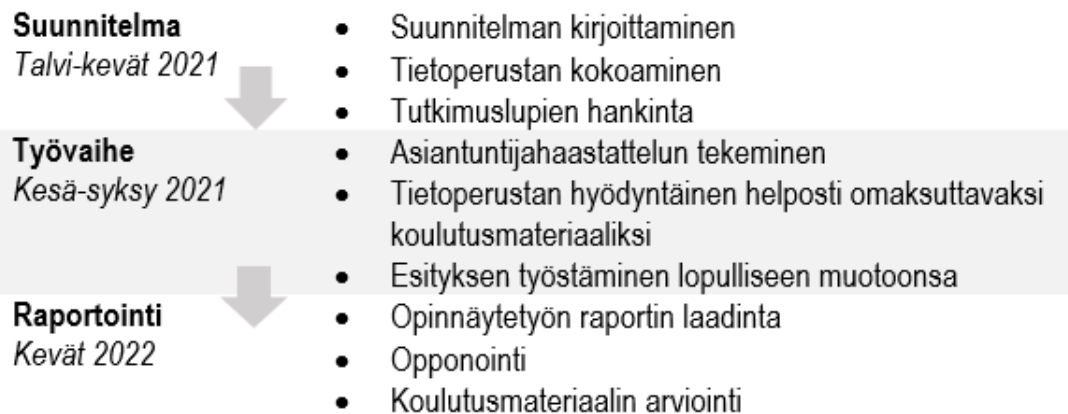 Suunnitelma
Talvi-kevät 2021
• Suunnitelman kirjoittaminen
• Tietoperustan kokoaminen
• Tutkimuslupien hankinta
Työvaihe
Kesä-syksy 2021
• Asiantuntijahaastattelun tekeminen
• Tietoperustan hyödyntäinen helposti omaksuttavaksi
koulutusmateriaaliksi
• Esityksen työstäminen lopulliseen muotoonsa
Raportointi
Kevät 2022
• Opinnäytetyön raportin laadinta
• Opponointi
• Koulutusmateriaalin arviointi